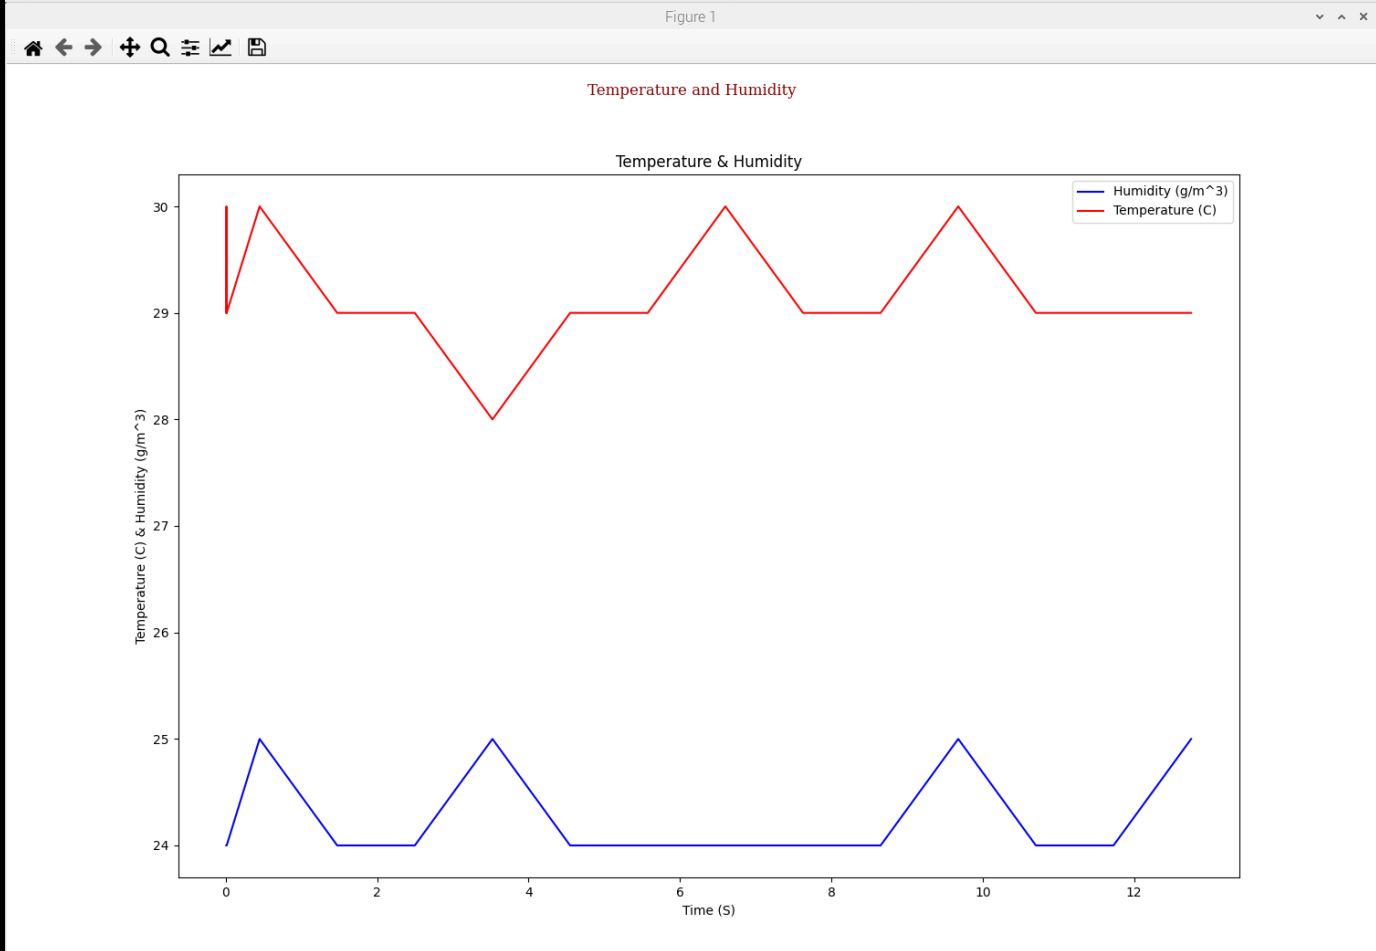 Figure 1
Temperature and Humidity
Temperature & Humidity
Humidity (g/m^3)
Temperature (C)
30
29
28
27
26
25
24
Temperature (C) & Humidity (g/m^3)
0 2 4 6 8 10 12
Time (S)